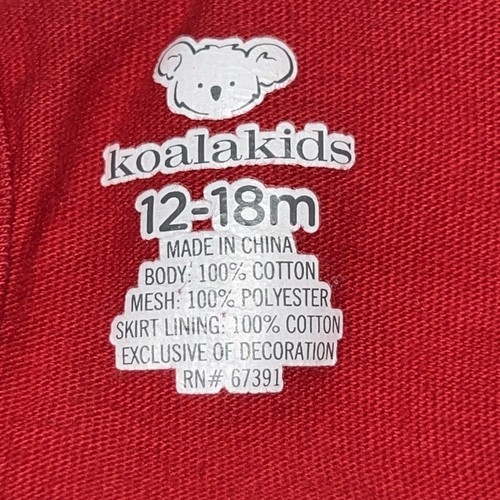 koalakids
12-18m
MADE IN CHINA
BODY: 100% COTTON
MESH: 100% POLYESTER
SKIRT LINING: 100% COTTON
EXCLUSIVE OF DECORATION
RN# 67391